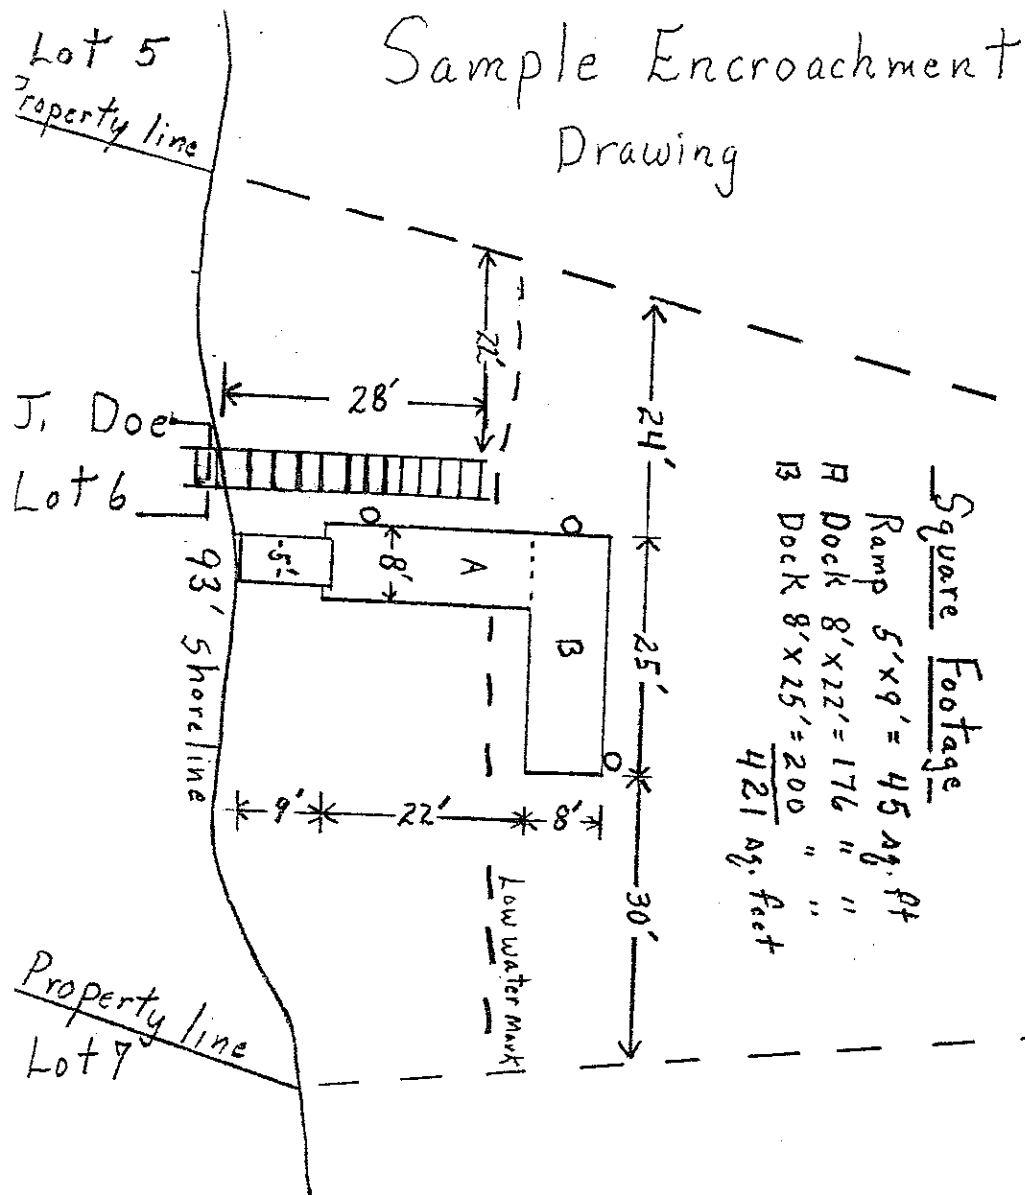 Sample Encroachment
Drawing
Lot 5
Property line
22'
28'
24'
J. Doe
Lot 6
93' Shoreline
5'
8'
A
B
25'
9'
22'
8'
30'
Low water Mark
Property line
Lot 7
Square Footage
Ramp 5'x9' = 45 sq. ft
A Dock 8'x22' = 176 " "
B Dock 8'x25' = 200 " "
421 sq. feet